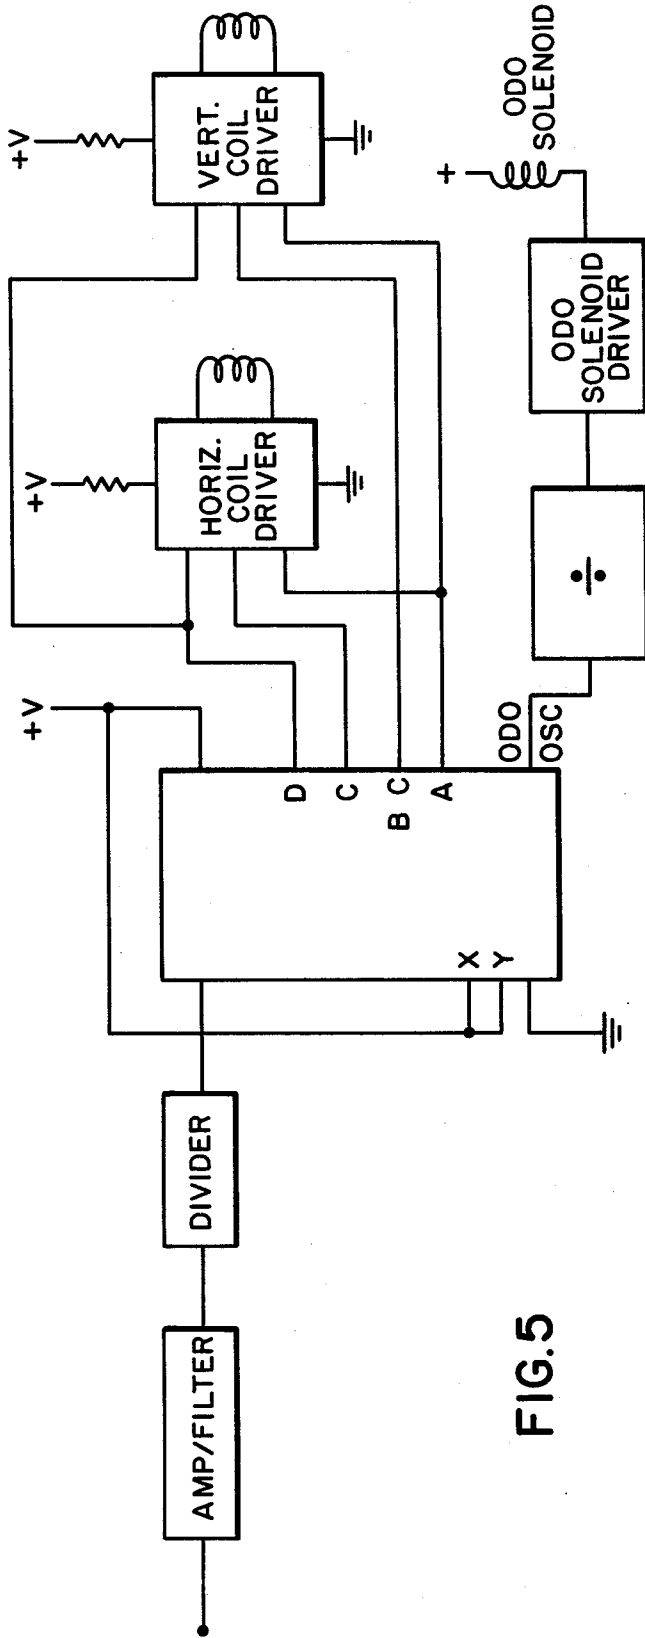 AMP/FILTER
DIVIDER
X
Y
+V
D
C
B C
A
ODO
OSC
+V
HORIZ.
COIL
DRIVER
+V
VERT.
COIL
DRIVER
÷
ODO
SOLENOID
DRIVER
+
ODO
SOLENOID
FIG.5